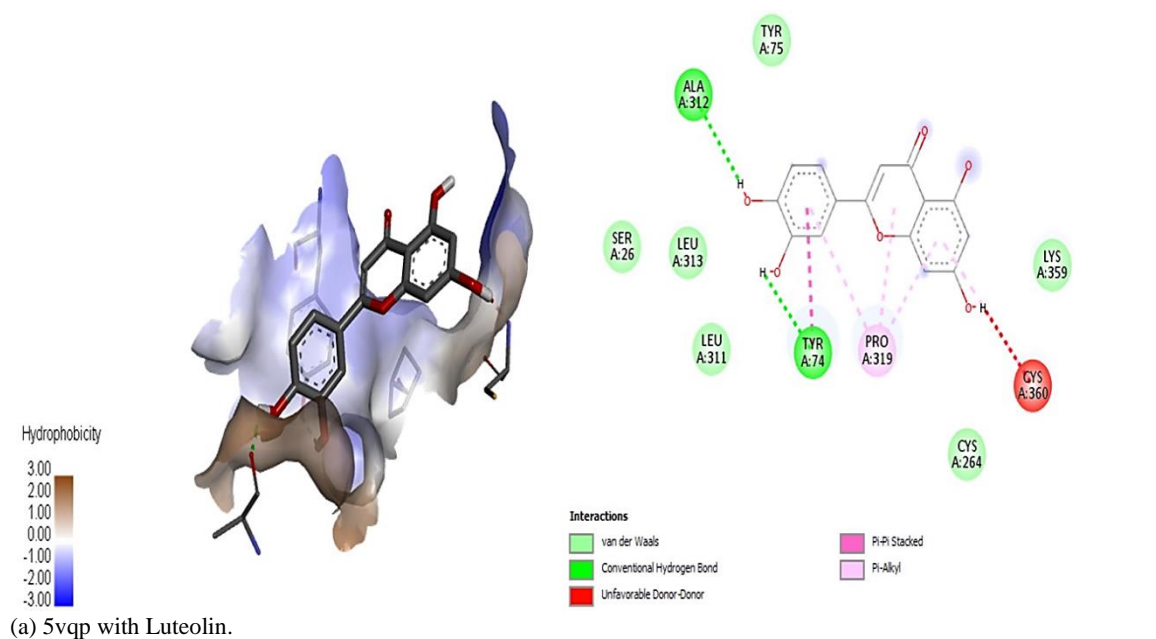 TYR
A:75
ALA
A:312
SER
A:26
LEU
A:313
LEU
A:311
TYR
A:74
PRO
A:319
LYS
A:359
CYS
A:360
CYS
A:264
O
O
H
O
O
H
O
O
H
Hydrophobicity
3.00
2.00
1.00
0.00
-1.00
-2.00
-3.00
Interactions
van der Waals
Conventional Hydrogen Bond
Unfavorable Donor-Donor
Pi-Pi Stacked
Pi-Alkyl
(a) 5vqp with Luteolin.